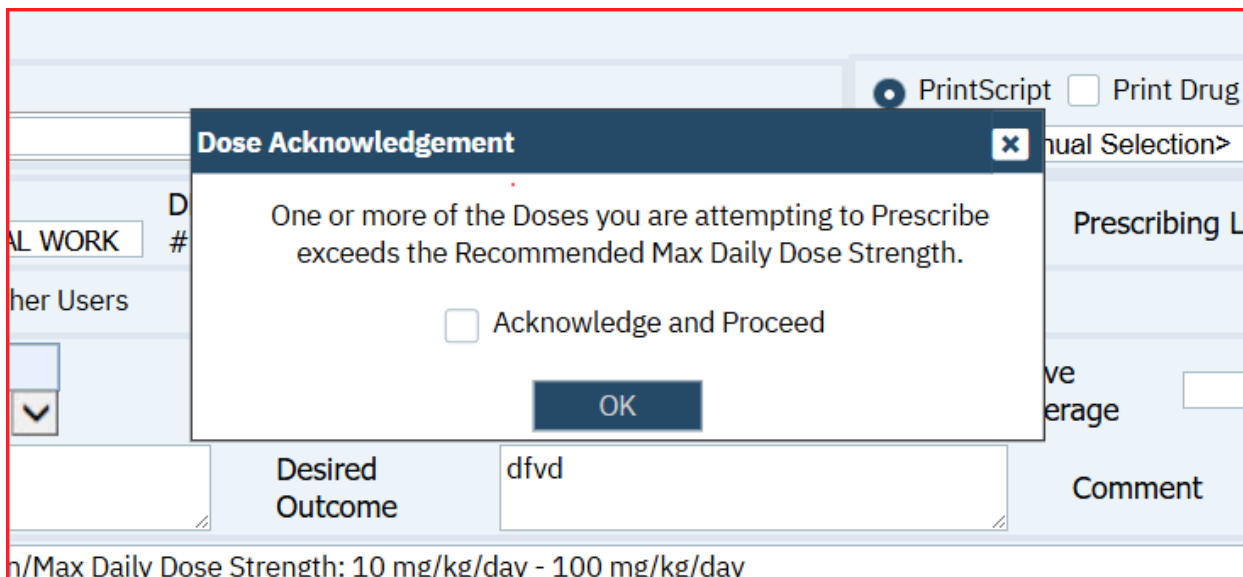 PrintScript Print Drug
Dose Acknowledgement
nual Selection>
One or more of the Doses you are attempting to Prescribe
exceeds the Recommended Max Daily Dose Strength.
Acknowledge and Proceed
OK
D
AL WORK #
Prescribing L
her Users
ve
erage
Desired
Outcome
dfvd
Comment
n/Max Daily Dose Strength: 10 mg/kg/day - 100 mg/kg/day